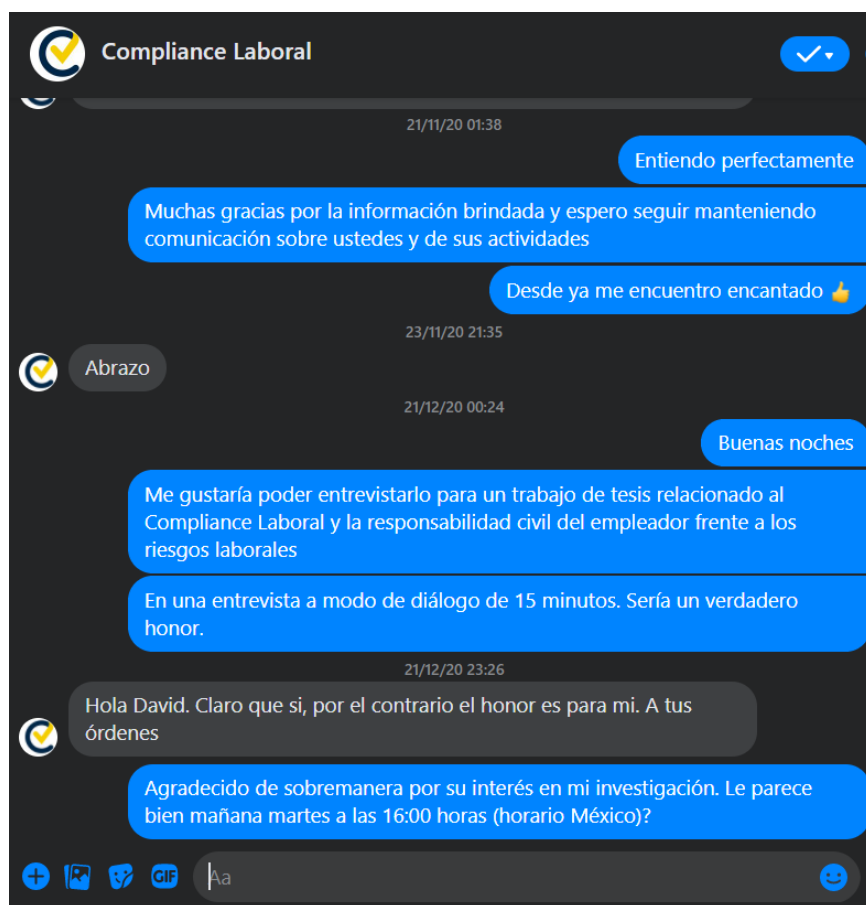 Compliance Laboral
21/11/20 01:38
Entiendo perfectamente
Muchas gracias por la información brindada y espero seguir manteniendo
comunicación sobre ustedes y de sus actividades
Desde ya me encuentro encantado 👍
23/11/20 21:35
Abrazo
21/12/20 00:24
Buenas noches
Me gustaría poder entrevistarlo para un trabajo de tesis relacionado al
Compliance Laboral y la responsabilidad civil del empleador frente a los
riesgos laborales
En una entrevista a modo de diálogo de 15 minutos. Sería un verdadero
honor.
21/12/20 23:26
Hola David. Claro que si, por el contrario el honor es para mi. A tus
órdenes
Agradecido de sobremanera por su interés en mi investigación. Le parece
bien mañana martes a las 16:00 horas (horario México)?
GIF
Aa